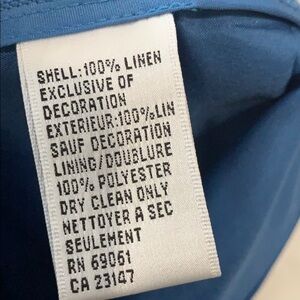 SHELL:100% LINEN
EXCLUSIVE OF
DECORATION
EXTERIEUR:100%LIN
SAUF DECORATION
LINING/DOUBLURE
100% POLYESTER
DRY CLEAN ONLY
NETTOYER A SEC
SEULEMENT
RN 69061
CA 23147